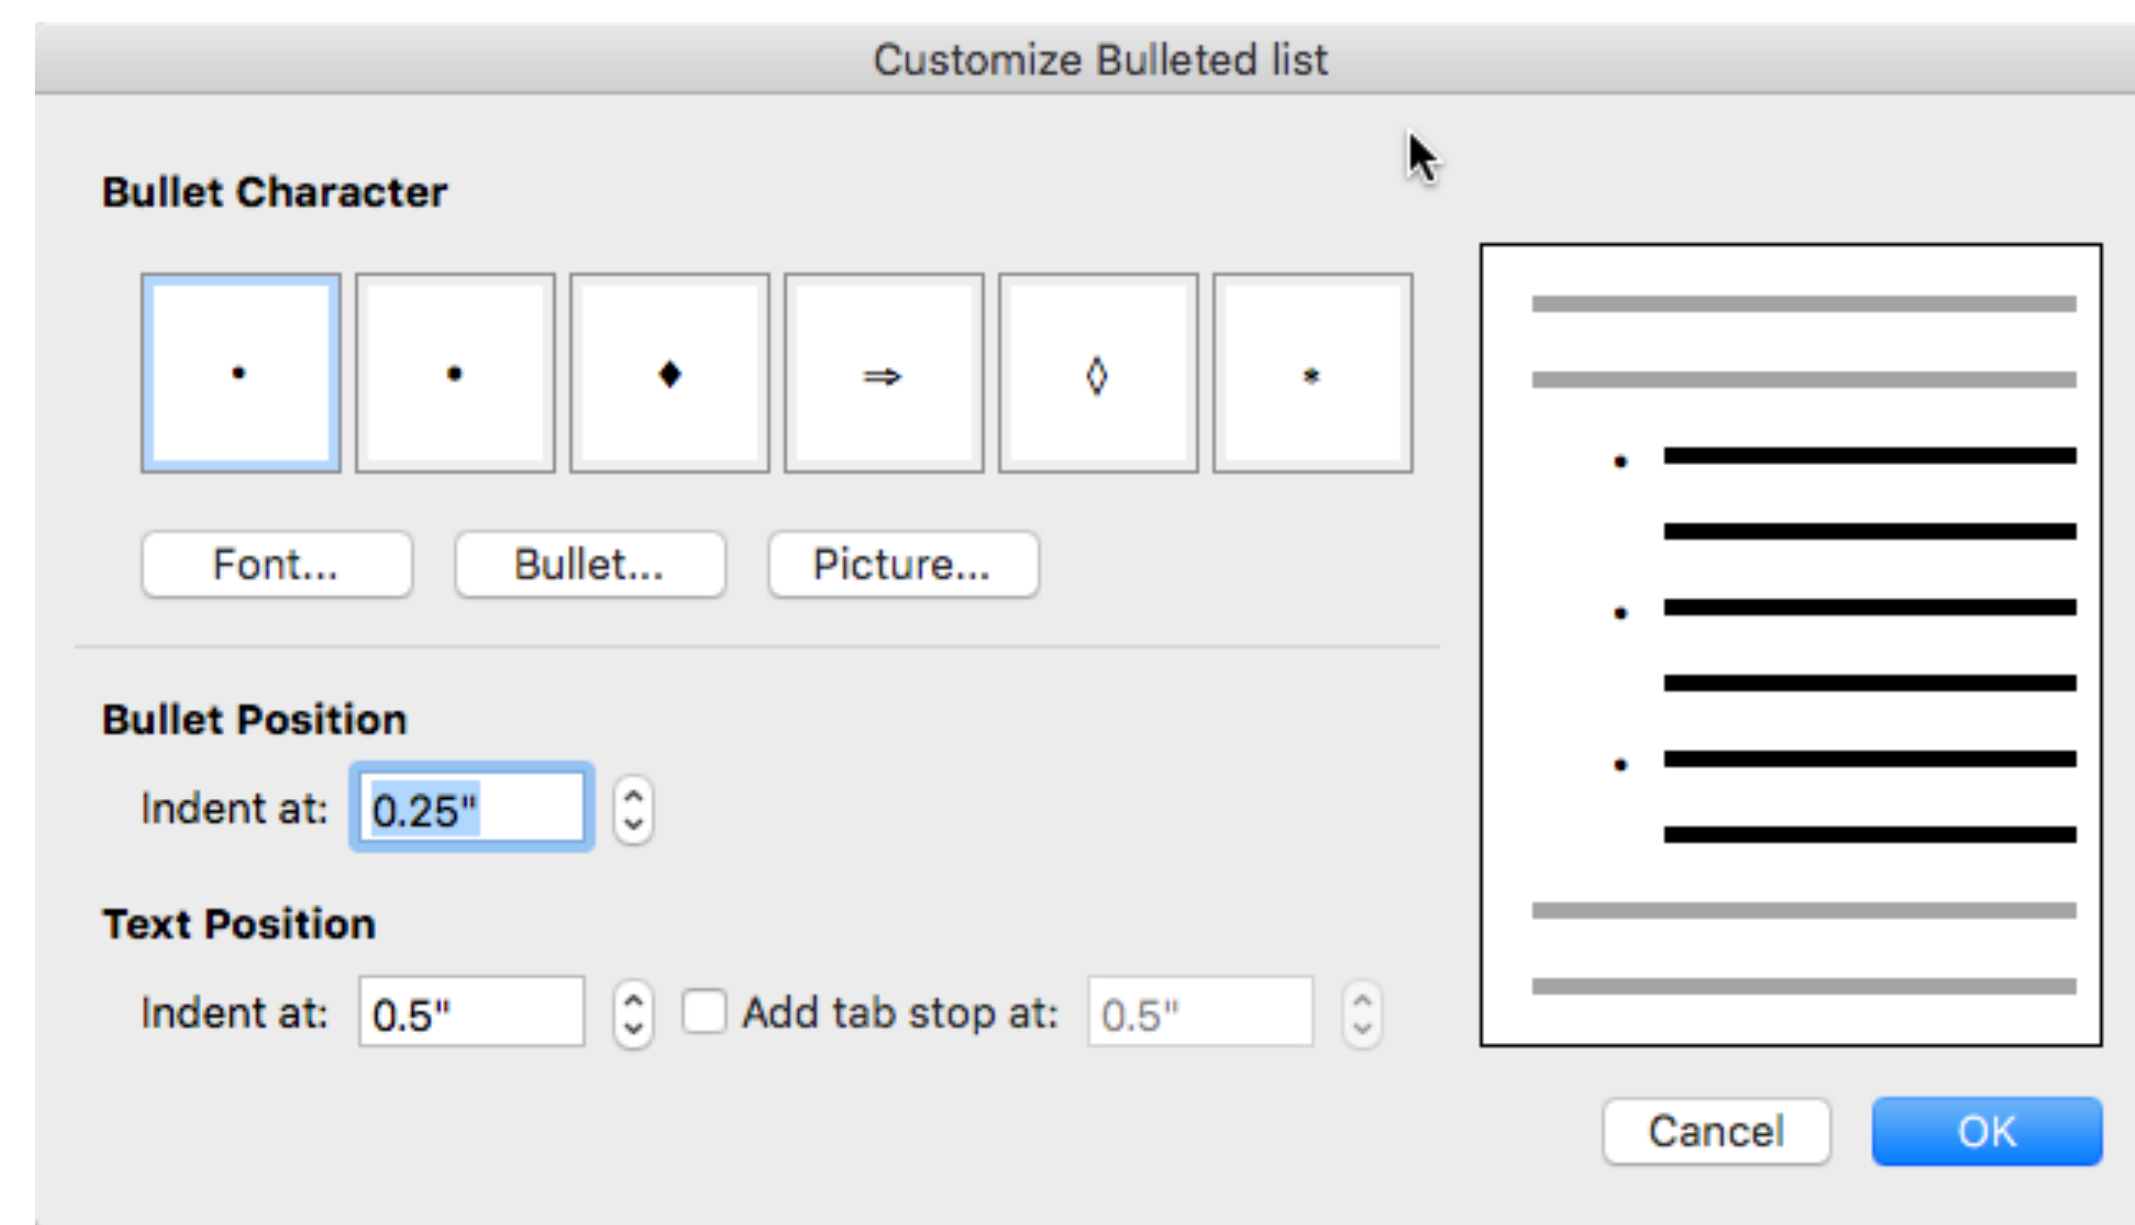 Customize Bulleted list
Bullet Character
• • ♦ ⇒ ◊ *
Font... Bullet... Picture...
Bullet Position
Indent at: 0.25"
Text Position
Indent at: 0.5" Add tab stop at: 0.5"
Cancel OK